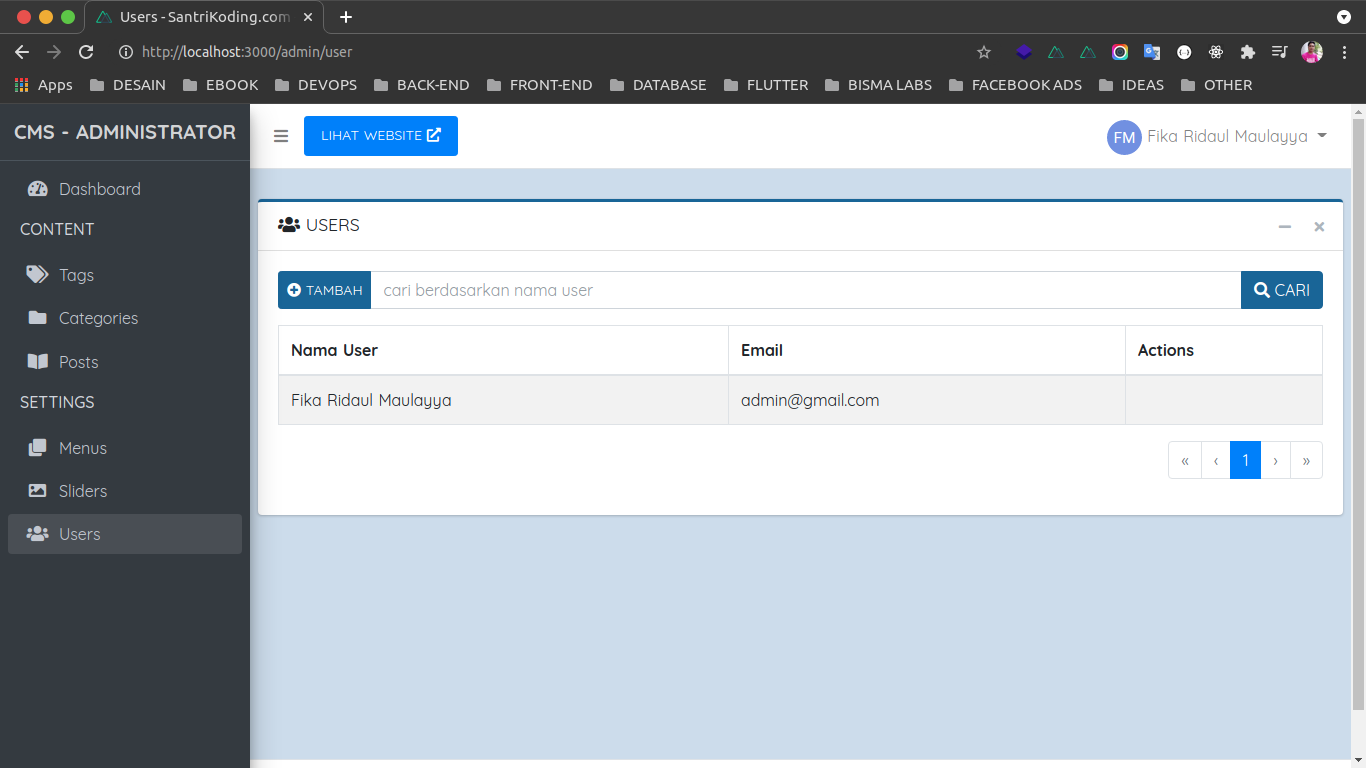 Users - SantriKoding.com
http://localhost:3000/admin/user
Apps DESAIN EBOOK DEVOPS BACK-END FRONT-END DATABASE FLUTTER BISMA LABS FACEBOOK ADS IDEAS OTHER
CMS - ADMINISTRATOR
Dashboard
CONTENT
Tags
Categories
Posts
SETTINGS
Menus
Sliders
Users
LIHAT WEBSITE
FM Fika Ridaul Maulayya
USERS
TAMBAH cari berdasarkan nama user CARI
Nama User Email Actions
Fika Ridaul Maulayya admin@gmail.com
« ‹ 1 › »